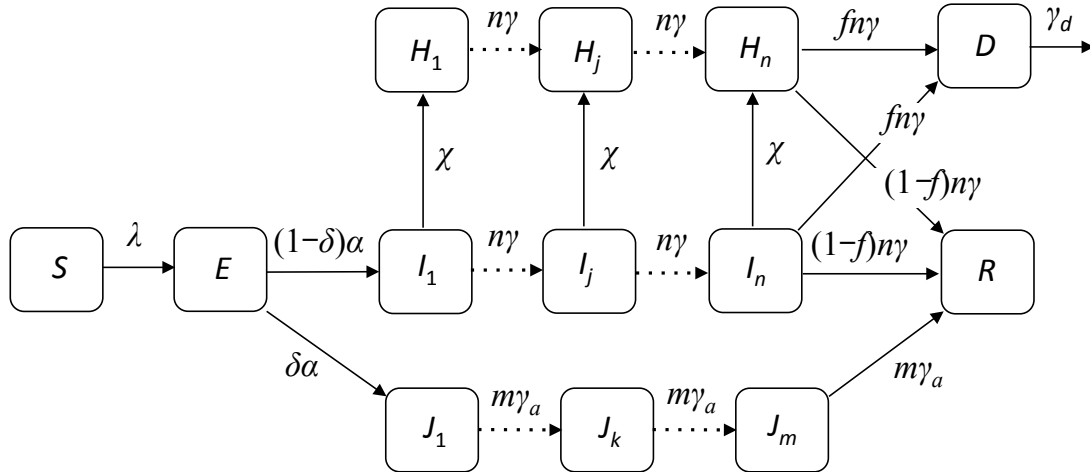 nγ nγ fnγ γd
H1 Hj Hn D
fnγ
χ χ χ
(1−f)nγ
λ (1−δ)α nγ nγ (1−f)nγ
S E I1 Ij In R
δα mγa mγa mγa
J1 Jk Jm